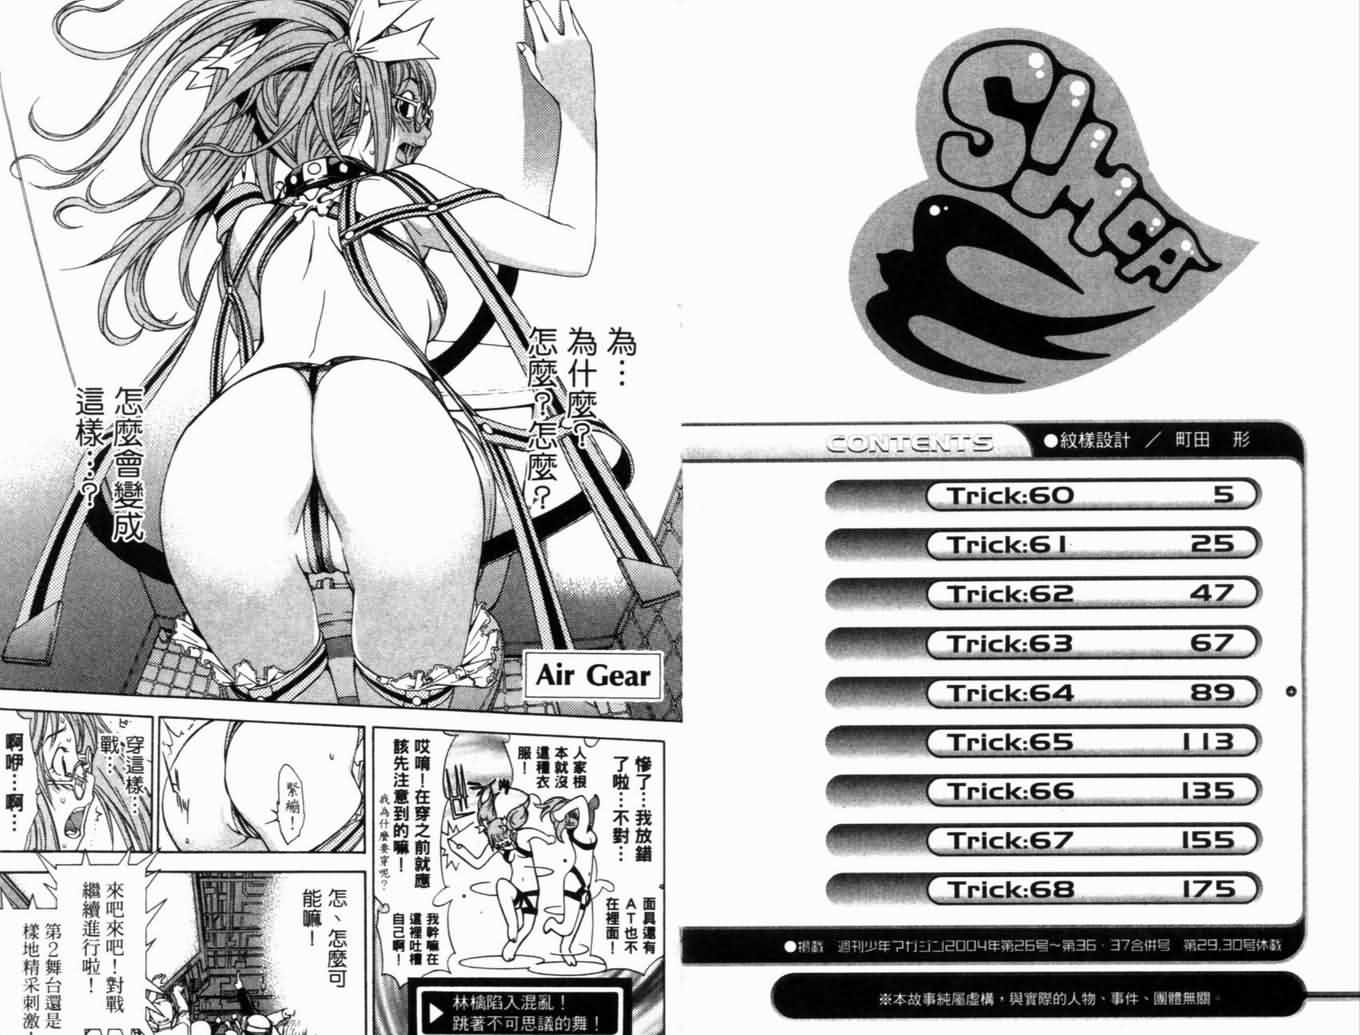 SIMCA
CONTENTS
●紋樣設計 ／ 町田 形
Trick:60 5
Trick:61 25
Trick:62 47
Trick:63 67
Trick:64 89
Trick:65 113
Trick:66 135
Trick:67 155
Trick:68 175
●掲載 週刊少年マガジン2004年第26号～第36・37合併号 第29,30号休載
※本故事純屬虛構，與實際的人物、事件、團體無關。
為…
為什麼？
怎麼？怎麼？
怎麼會變成
這樣…？
Air Gear
慘了…我放錯
了啦…不對…
人家根
本就沒
這種衣
服！
哎唷！在穿之前就應
該先注意到的嘛！
我為什麼要穿呢？
面具還有
AT也不
在裡面！
我幹嘛在
這裡吐槽
自己啊！
林檎陷入混亂！
跳著不可思議的舞！
緊繃！
穿這樣…
戰…
啊咿…啊…
怎、怎麼可
能嘛！
來吧來吧！對戰
繼續進行啦！
第2舞台還是
樣地精采刺激！